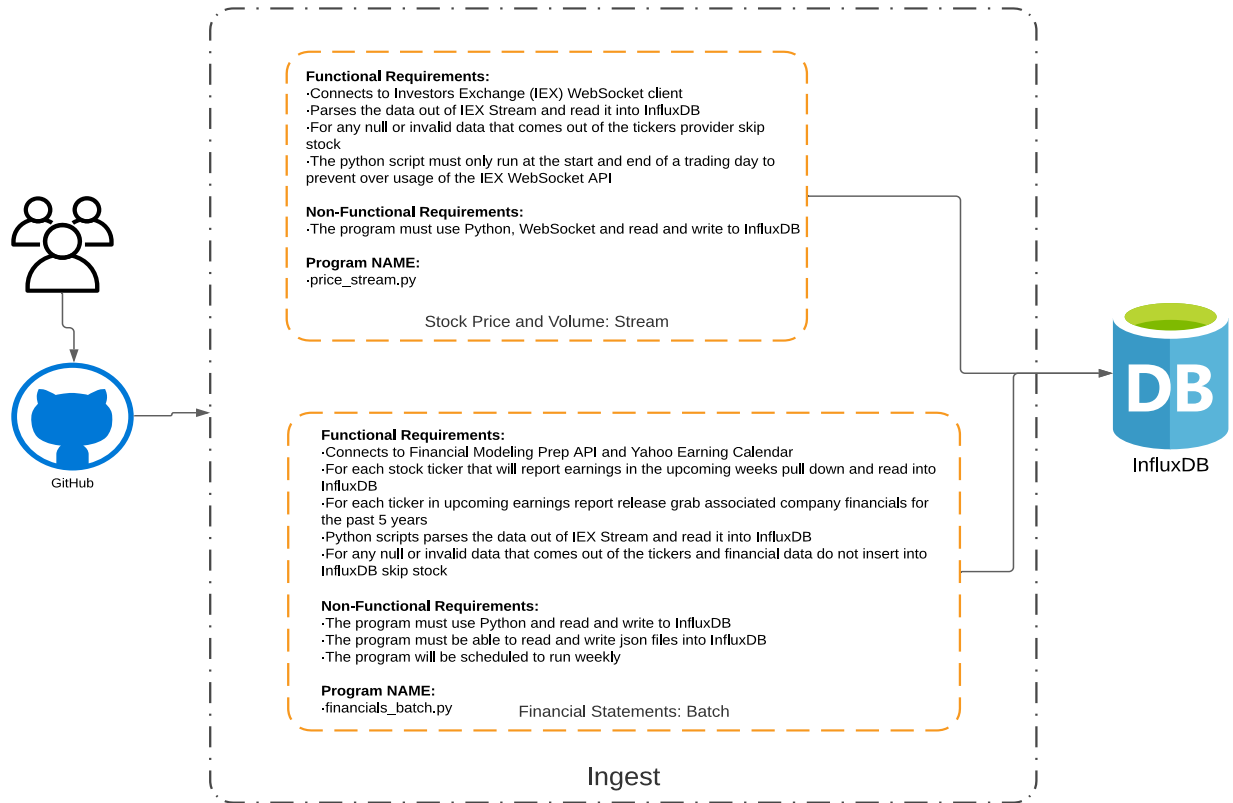 Functional Requirements:
·Connects to Investors Exchange (IEX) WebSocket client
·Parses the data out of IEX Stream and read it into InfluxDB
·For any null or invalid data that comes out of the tickers provider skip
stock
·The python script must only run at the start and end of a trading day to
prevent over usage of the IEX WebSocket API
Non-Functional Requirements:
·The program must use Python, WebSocket and read and write to InfluxDB
Program NAME:
·price_stream.py
Stock Price and Volume: Stream
GitHub
Functional Requirements:
·Connects to Financial Modeling Prep API and Yahoo Earning Calendar
·For each stock ticker that will report earnings in the upcoming weeks pull down and read into
InfluxDB
·For each ticker in upcoming earnings report release grab associated company financials for
the past 5 years
·Python scripts parses the data out of IEX Stream and read it into InfluxDB
·For any null or invalid data that comes out of the tickers and financial data do not insert into
InfluxDB skip stock
Non-Functional Requirements:
·The program must use Python and read and write to InfluxDB
·The program must be able to read and write json files into InfluxDB
·The program will be scheduled to run weekly
Program NAME:
·financials_batch.py
Financial Statements: Batch
Ingest
DB
InfluxDB